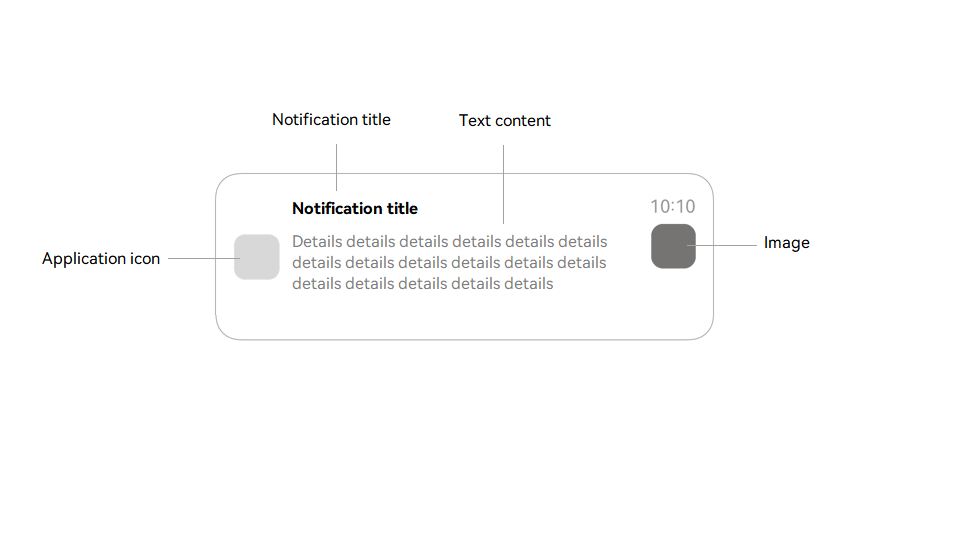 Notification title
Text content
Notification title
10:10
Details details details details details details
details details details details details details
details details details details details
Application icon
Image